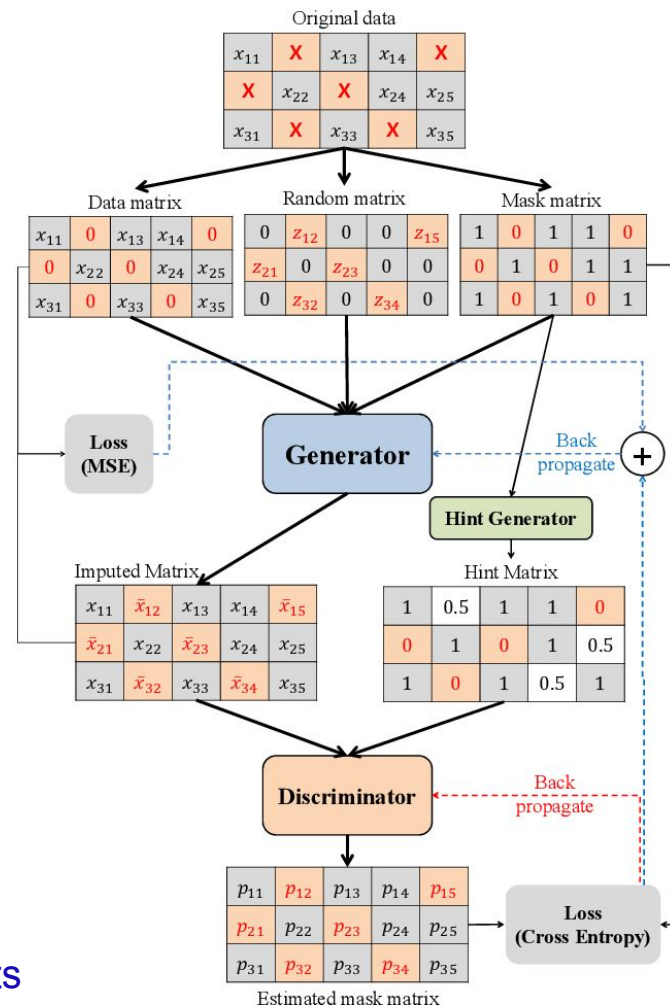 Original data
x₁₁ X x₁₃ x₁₄ X
X x₂₂ X x₂₄ x₂₅
x₃₁ X x₃₃ X x₃₅
Data matrix Random matrix Mask matrix
x₁₁ 0 x₁₃ x₁₄ 0 0 z₁₂ 0 0 z₁₅ 1 0 1 1 0
0 x₂₂ 0 x₂₄ x₂₅ z₂₁ 0 z₂₃ 0 0 0 1 0 1 1
x₃₁ 0 x₃₃ 0 x₃₅ 0 z₃₂ 0 z₃₄ 0 1 0 1 0 1
Loss
(MSE)
Generator
Back
propagate
+
Hint Generator
Imputed Matrix Hint Matrix
x₁₁ x̄₁₂ x₁₃ x₁₄ x̄₁₅ 1 0.5 1 1 0
x̄₂₁ x₂₂ x̄₂₃ x₂₄ x₂₅ 0 1 0 1 0.5
x₃₁ x̄₃₂ x₃₃ x̄₃₄ x₃₅ 1 0 1 0.5 1
Discriminator
Back
propagate
p₁₁ p₁₂ p₁₃ p₁₄ p₁₅
p₂₁ p₂₂ p₂₃ p₂₄ p₂₅
p₃₁ p₃₂ p₃₃ p₃₄ p₃₅
Loss
(Cross Entropy)
ts
Estimated mask matrix